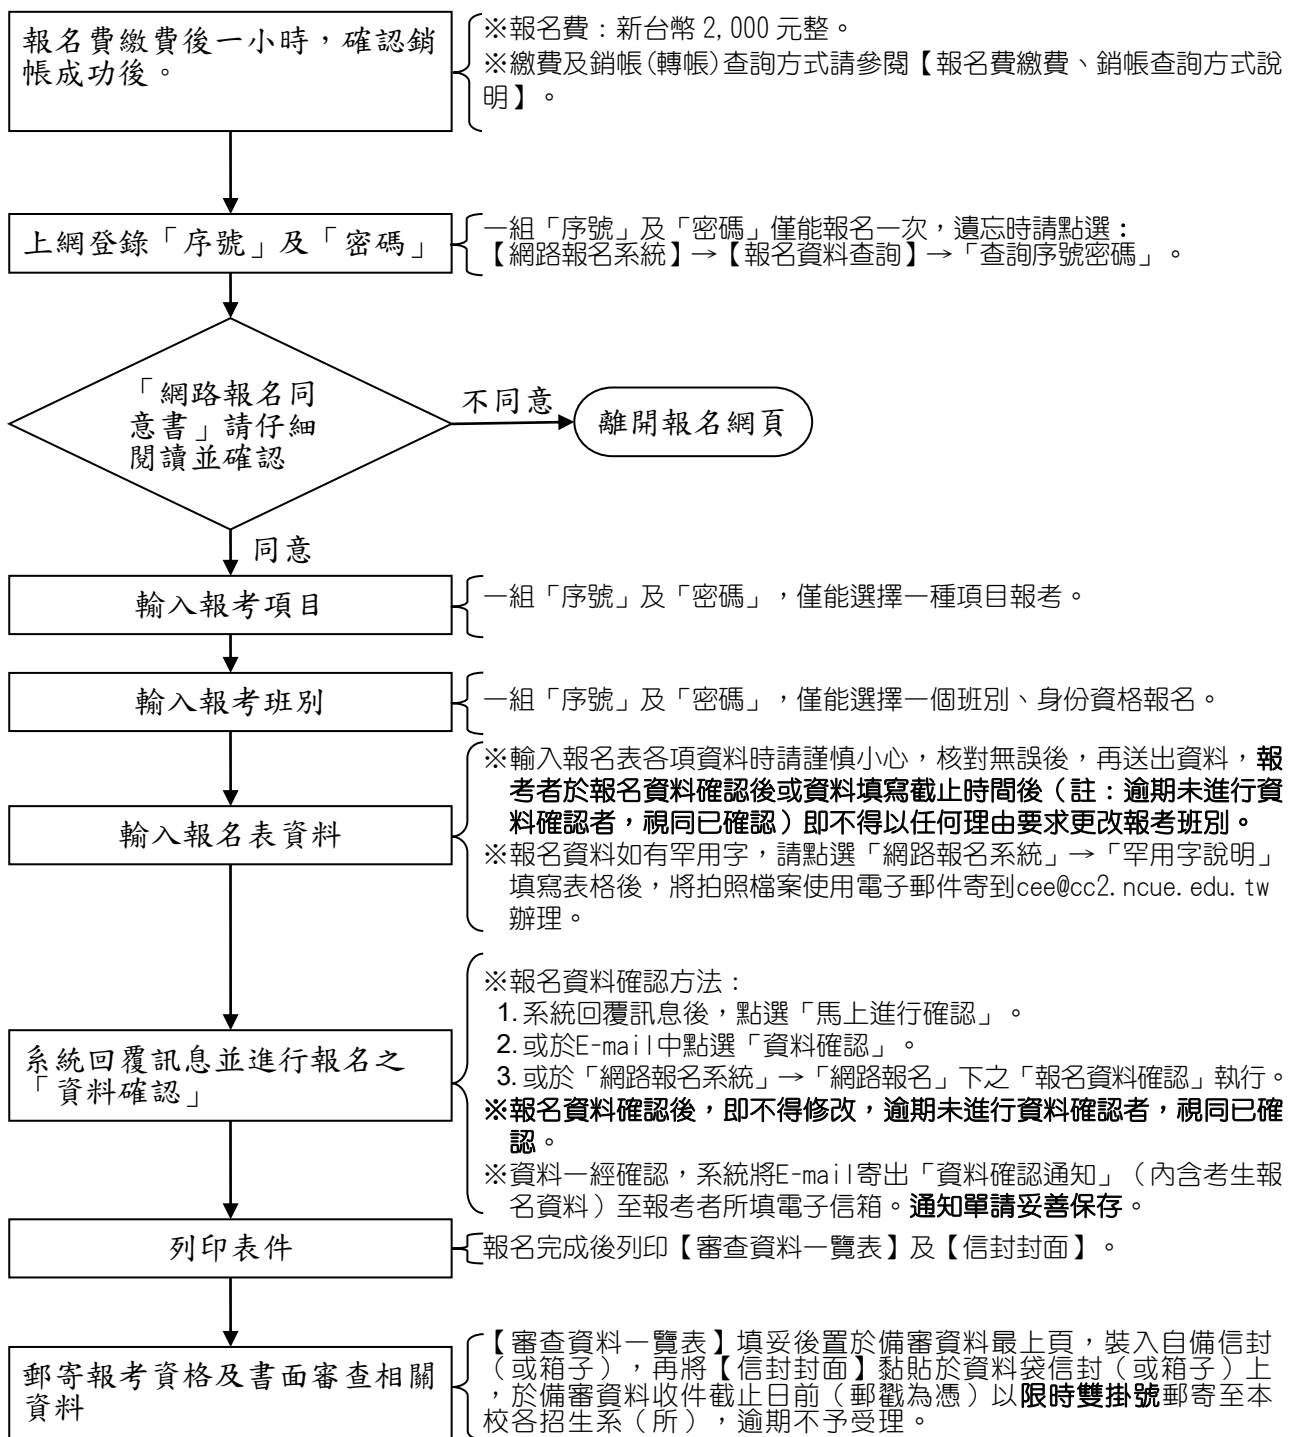 報名費繳費後一小時，確認銷
帳成功後。
※報名費：新台幣 2,000 元整。
※繳費及銷帳(轉帳)查詢方式請參閱【報名費繳費、銷帳查詢方式說
明】。
上網登錄「序號」及「密碼」
一組「序號」及「密碼」僅能報名一次，遺忘時請點選：
【網路報名系統】→【報名資料查詢】→「查詢序號密碼」。
「網路報名同
意書」請仔細
閱讀並確認
不同意
離開報名網頁
同意
輸入報考項目
一組「序號」及「密碼」，僅能選擇一種項目報考。
輸入報考班別
一組「序號」及「密碼」，僅能選擇一個班別、身份資格報名。
輸入報名表資料
※輸入報名表各項資料時請謹慎小心，核對無誤後，再送出資料，報
考者於報名資料確認後或資料填寫截止時間後（註：逾期未進行資
料確認者，視同已確認）即不得以任何理由要求更改報考班別。
※報名資料如有罕用字，請點選「網路報名系統」→「罕用字說明」
填寫表格後，將拍照檔案使用電子郵件寄到cee@cc2.ncue.edu.tw
辦理。
系統回覆訊息並進行報名之
「資料確認」
※報名資料確認方法：
1.系統回覆訊息後，點選「馬上進行確認」。
2.或於E-mail中點選「資料確認」。
3.或於「網路報名系統」→「網路報名」下之「報名資料確認」執行。
※報名資料確認後，即不得修改，逾期未進行資料確認者，視同已確
認。
※資料一經確認，系統將E-mail寄出「資料確認通知」（內含考生報
名資料）至報考者所填電子信箱。通知單請妥善保存。
列印表件
報名完成後列印【審查資料一覽表】及【信封封面】。
郵寄報考資格及書面審查相關
資料
【審查資料一覽表】填妥後置於備審資料最上頁，裝入自備信封
（或箱子），再將【信封封面】黏貼於資料袋信封（或箱子）上
，於備審資料收件截止日前（郵戳為憑）以限時雙掛號郵寄至本
校各招生系（所），逾期不予受理。